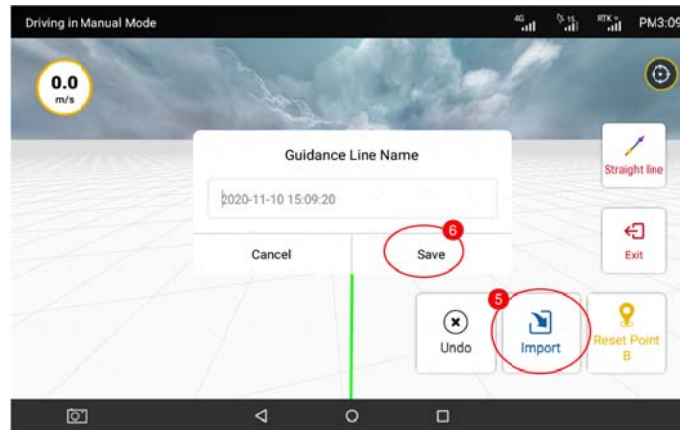 Driving in Manual Mode
4G
15
RTK
PM3:09
0.0
m/s
Guidance Line Name
2020-11-10 15:09:20
Cancel
Save
6
Straight line
Exit
5
Undo
Import
Reset Point
B